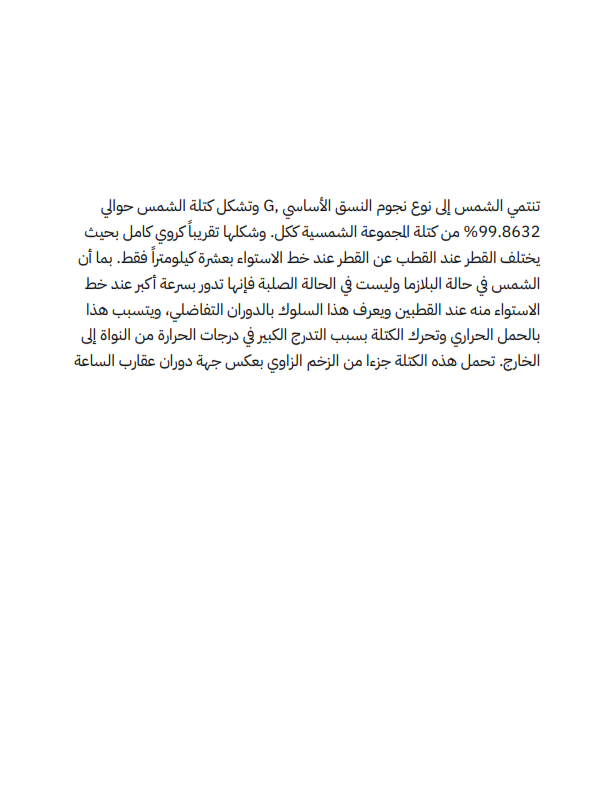 تنتمي الشمس إلى نوع نجوم النسق الأساسي G, وتشكل كتلة الشمس حوالي
99.8632% من كتلة المجموعة الشمسية ككل. وشكلها تقريباً كروي كامل بحيث
يختلف القطر عند القطب عن القطر عند خط الاستواء بعشرة كيلومتراً فقط. بما أن
الشمس في حالة البلازما وليست في الحالة الصلبة فإنها تدور بسرعة أكبر عند خط
الاستواء منه عند القطبين ويعرف هذا السلوك بالدوران التفاضلي، ويتسبب هذا
بالحمل الحراري وتحرك الكتلة بسبب التدرج الكبير في درجات الحرارة من النواة إلى
الخارج. تحمل هذه الكتلة جزءا من الزخم الزاوي بعكس جهة دوران عقارب الساعة